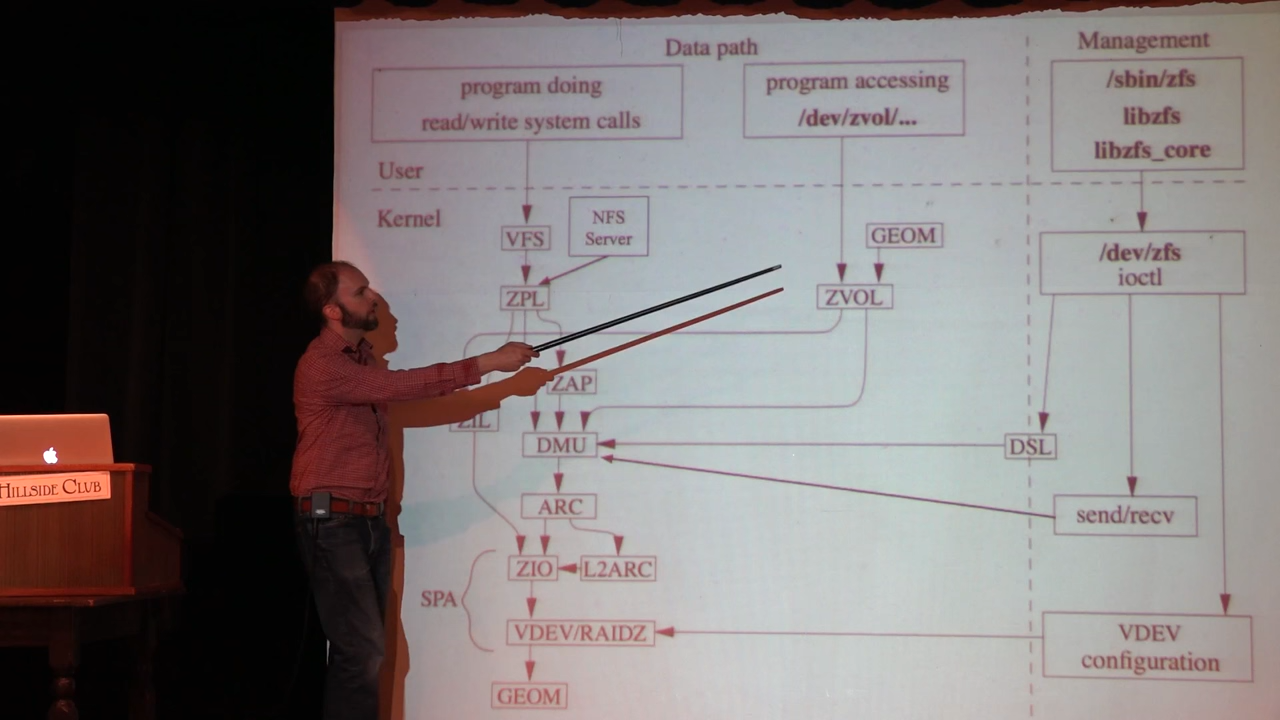 Data path
Management
program doing
read/write system calls
program accessing
/dev/zvol/...
/sbin/zfs
libzfs
libzfs_core
User
Kernel
VFS
NFS
Server
GEOM
/dev/zfs
ioctl
ZPL
ZVOL
ZAP
ZIL
DMU
DSL
ARC
send/recv
ZIO
L2ARC
SPA
VDEV/RAIDZ
VDEV
configuration
GEOM
HILLSIDE CLUB